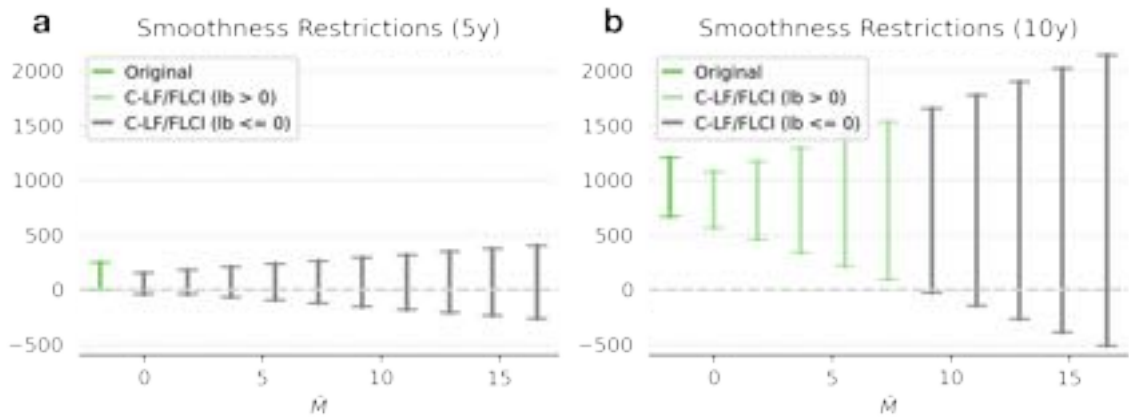 a
Smoothness Restrictions (5y)
Original
C-LF/FLCI (lb > 0)
C-LF/FLCI (lb <= 0)
2000
1500
1000
500
0
−500
0 5 10 15
M̄
b
Smoothness Restrictions (10y)
Original
C-LF/FLCI (lb > 0)
C-LF/FLCI (lb <= 0)
2000
1500
1000
500
0
−500
0 5 10 15
M̄